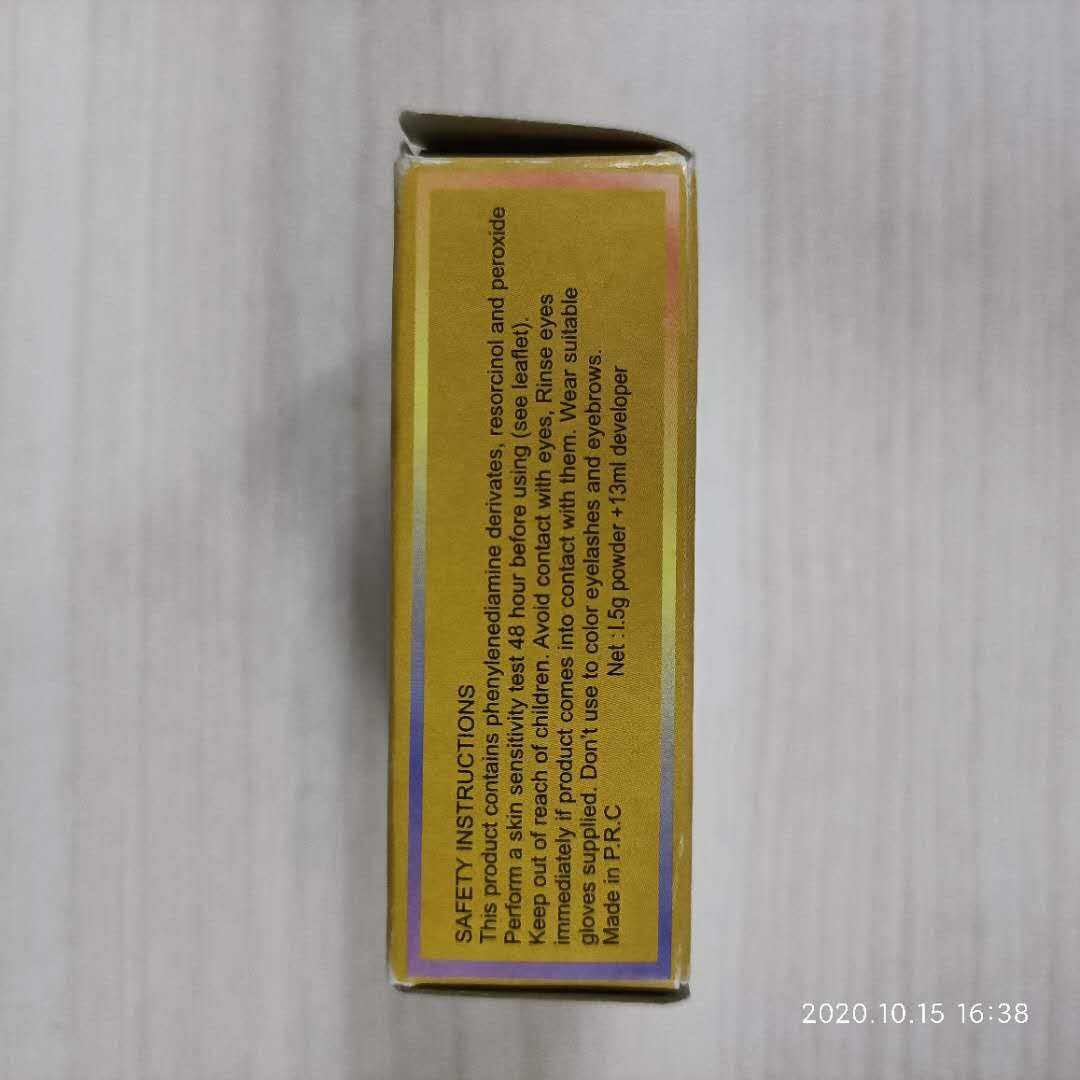 SAFETY INSTRUCTIONS
This product contains phenylenediamine derivates, resorcinol and peroxide
Perform a skin sensitivity test 48 hour before using (see leaflet).
Keep out of reach of children. Avoid contact with eyes, Rinse eyes
immediately if product comes into contact with them. Wear suitable
gloves supplied. Don't use to color eyelashes and eyebrows.
Net : l.5g powder +13ml developer
Made in P.R.C
2020.10.15 16:38